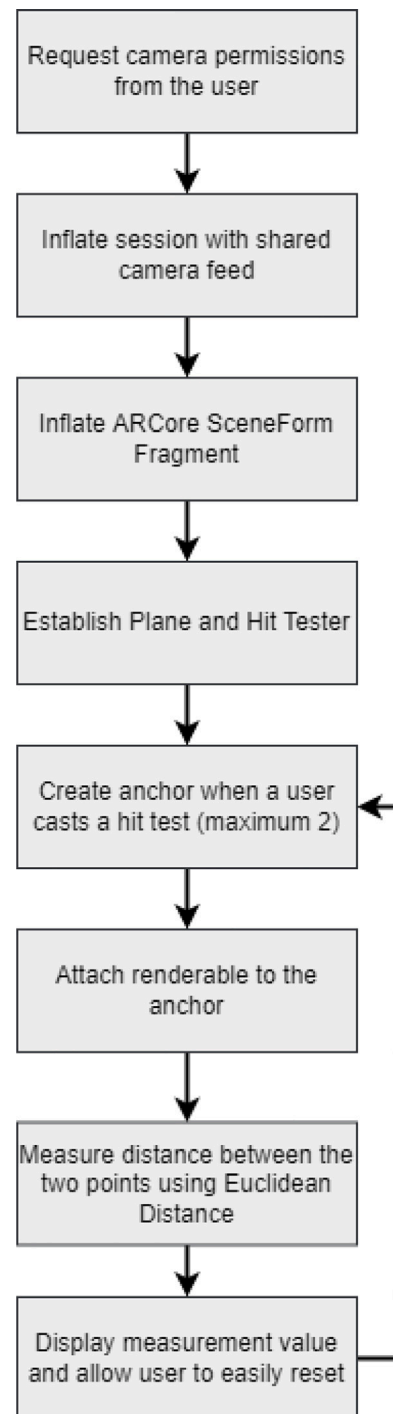 Request camera permissions
from the user
Inflate session with shared
camera feed
Inflate ARCore SceneForm
Fragment
Establish Plane and Hit Tester
Create anchor when a user
casts a hit test (maximum 2)
Attach renderable to the
anchor
Measure distance between the
two points using Euclidean
Distance
Display measurement value
and allow user to easily reset